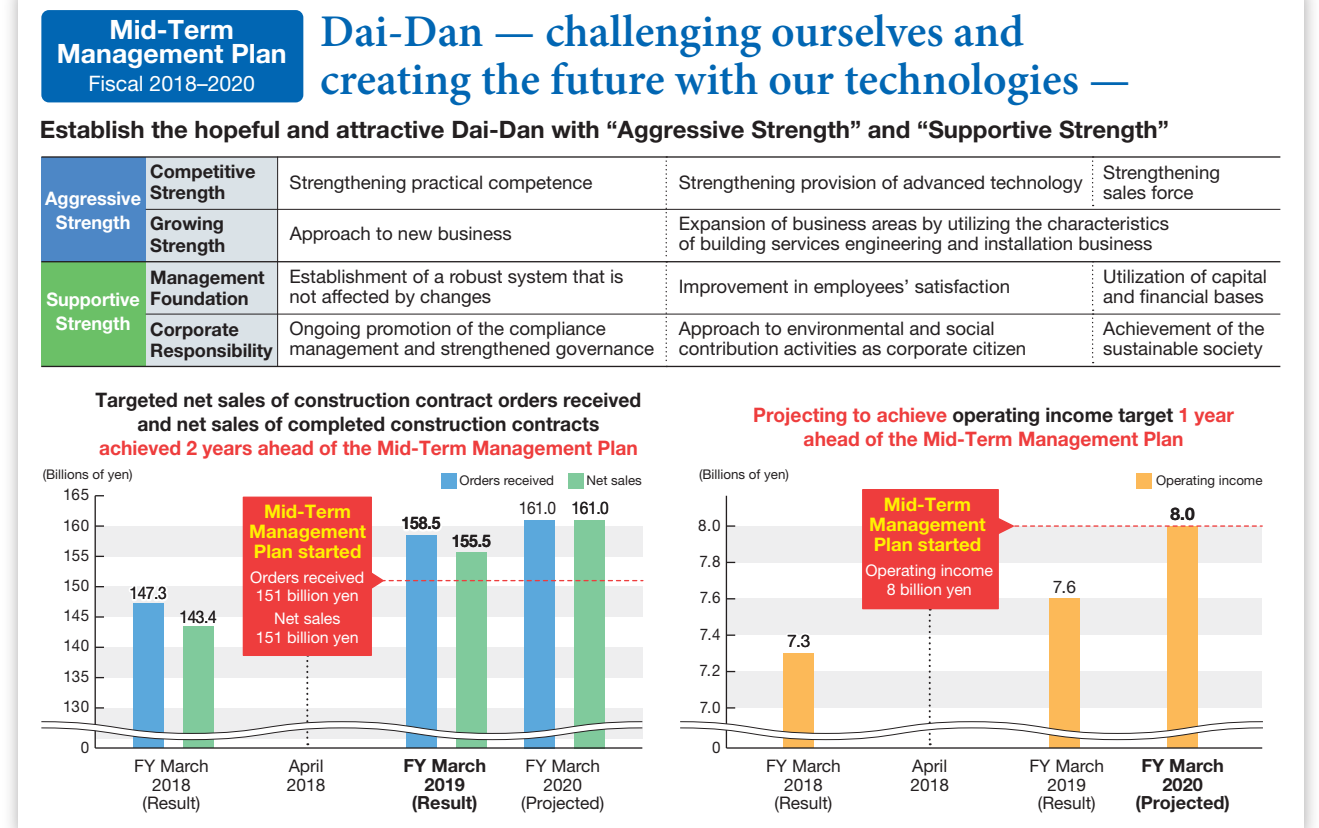 Mid-Term
Management Plan
Fiscal 2018–2020
Dai-Dan — challenging ourselves and
creating the future with our technologies —
Establish the hopeful and attractive Dai-Dan with “Aggressive Strength” and “Supportive Strength”
Aggressive
Strength
Competitive
Strength
Strengthening practical competence
Strengthening provision of advanced technology
Strengthening
sales force
Growing
Strength
Approach to new business
Expansion of business areas by utilizing the characteristics
of building services engineering and installation business
Supportive
Strength
Management
Foundation
Establishment of a robust system that is
not affected by changes
Improvement in employees’ satisfaction
Utilization of capital
and financial bases
Corporate
Responsibility
Ongoing promotion of the compliance
management and strengthened governance
Approach to environmental and social
contribution activities as corporate citizen
Achievement of the
sustainable society
Targeted net sales of construction contract orders received
and net sales of completed construction contracts
achieved 2 years ahead of the Mid-Term Management Plan
(Billions of yen)
Orders received
Net sales
165
160
155
150
145
140
135
130
0
147.3
143.4
Mid-Term
Management
Plan started
Orders received
151 billion yen
Net sales
151 billion yen
158.5
155.5
161.0
161.0
FY March
2018
(Result)
April
2018
FY March
2019
(Result)
FY March
2020
(Projected)
Projecting to achieve operating income target 1 year
ahead of the Mid-Term Management Plan
(Billions of yen)
Operating income
8.0
7.8
7.6
7.4
7.2
7.0
0
7.3
Mid-Term
Management
Plan started
Operating income
8 billion yen
7.6
8.0
FY March
2018
(Result)
April
2018
FY March
2019
(Result)
FY March
2020
(Projected)